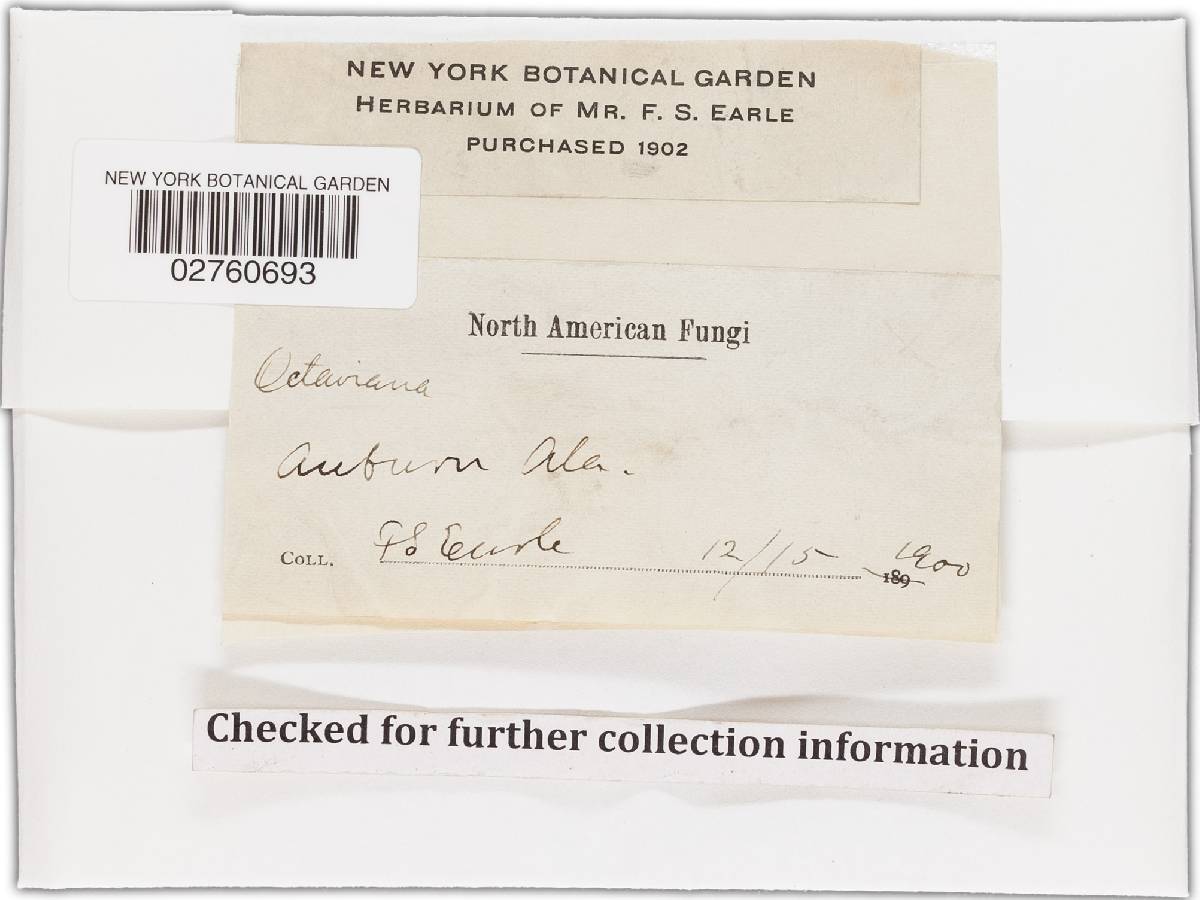 NEW YORK BOTANICAL GARDEN
HERBARIUM OF MR. F. S. EARLE
PURCHASED 1902
NEW YORK BOTANICAL GARDEN
02760693
North American Fungi
Octaviana
Auburn Ala.
COLL. FS Earle 12/15 1900
189
Checked for further collection information